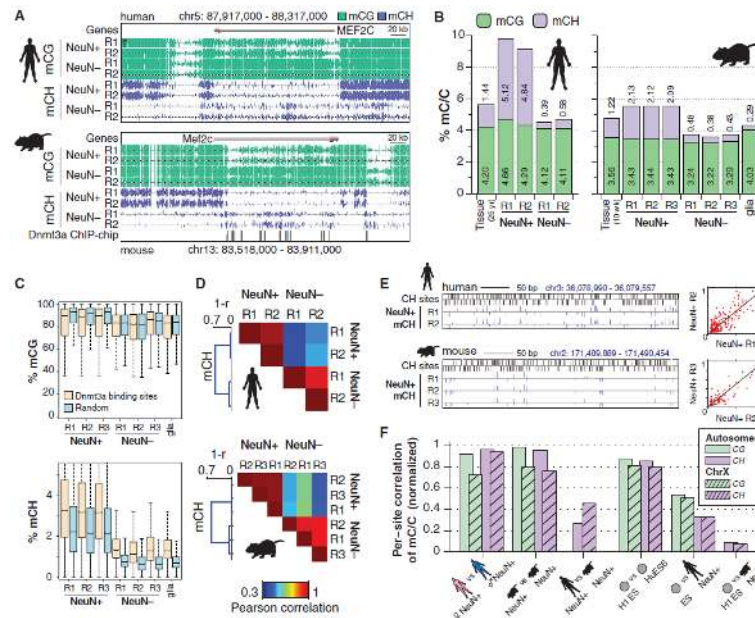 A
human
chr5: 87,917,000 - 88,317,000
mCG
mCH
Genes
MEF2C
20 kb
mCG
NeuN+
R1
R2
NeuN–
R1
R2
mCH
NeuN+
R1
R2
NeuN–
R1
R2
Genes
Mef2c
20 kb
mCG
NeuN+
R1
R2
NeuN–
R1
R2
mCH
NeuN+
R1
R2
NeuN–
R1
R2
Dnmt3a ChIP-chip
mouse
chr13: 83,518,000 - 83,911,000
B
mCG
mCH
% mC/C
10
8
6
4
2
0
1.44
5.12
4.84
0.39
0.58
4.20
4.66
4.29
4.12
4.11
Tissue
(25 yr)
R1
R2
R1
R2
NeuN+
NeuN–
1.22
2.13
2.12
2.09
0.48
0.38
0.43
0.29
3.56
3.43
3.44
3.43
3.24
3.22
3.20
4.03
Tissue
(10 wk)
R1
R2
R3
R1
R2
R3
glia
NeuN+
NeuN–
C
% mCG
100
80
60
40
20
0
Dnmt3a binding sites
Random
R1
R2
R3
R1
R2
R3
glia
NeuN+
NeuN–
% mCH
4
2
0
R1
R2
R3
R1
R2
R3
glia
NeuN+
NeuN–
D
NeuN+
NeuN–
1-r
0.7
0
R1
R2
R1
R2
mCH
R1
R2
NeuN+
R1
R2
NeuN–
NeuN+
NeuN–
1-r
0.7
0
R2
R3
R1
R2
R1
R3
mCH
R2
R3
R1
NeuN+
R2
R1
R3
0.3
1
Pearson correlation
E
human
50 bp
chr3: 36,078,990 - 36,079,557
CH sites
NeuN+
mCH
R1
R2
mouse
50 bp
chr2: 171,489,889 - 171,490,454
CH sites
NeuN+
mCH
R1
R2
R3
NeuN– R2
1
0
NeuN+ R1
NeuN+ R3
1
0
NeuN+ R2
F
Per–site correlation
of mC/C (normalized)
1
0.8
0.6
0.4
0.2
0
Autosomes
CG
CH
ChrX
CG
CH
♀ NeuN+
vs
♂ NeuN+
NeuN+
vs
NeuN+
NeuN+
vs
NeuN+
H1 ES
vs
HuES6
ES
vs
H1 ES
vs